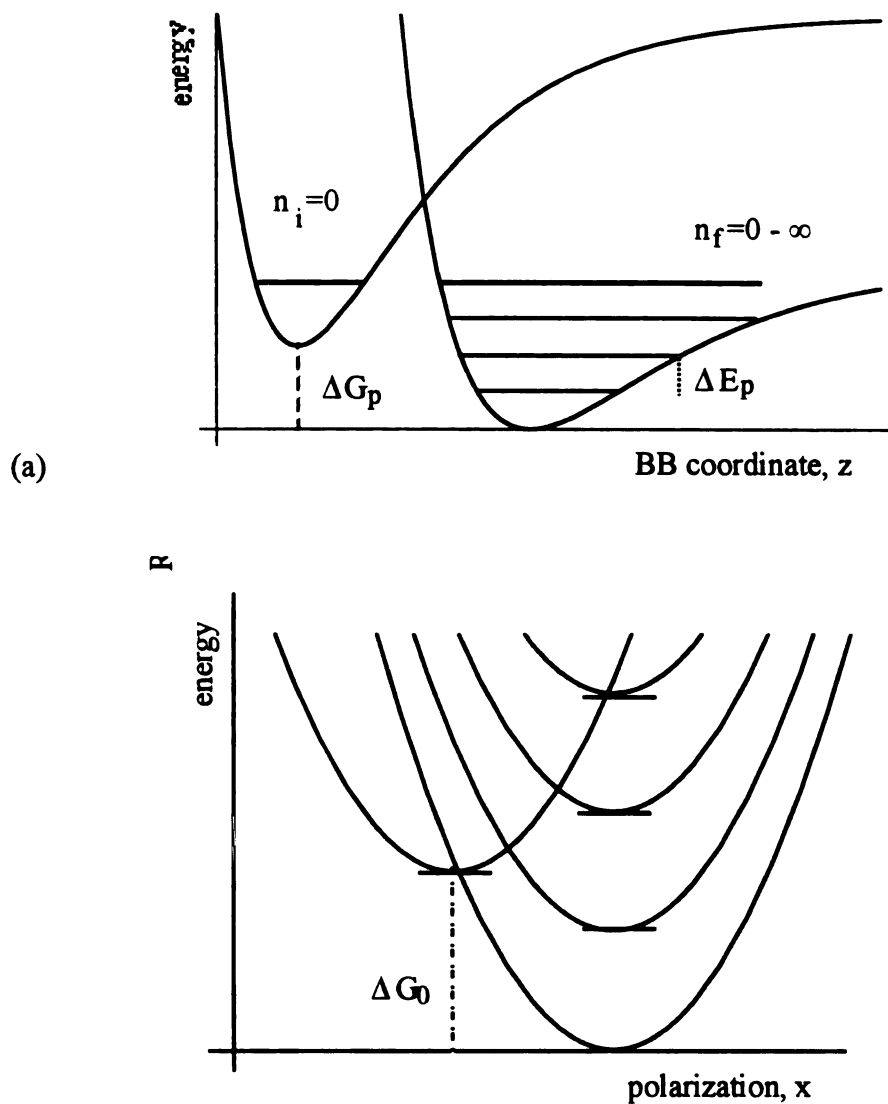 energy
n_i=0
n_f=0 - ∞
ΔG_p
ΔE_p
(a)
BB coordinate, z
energy
ΔG_0
polarization, x